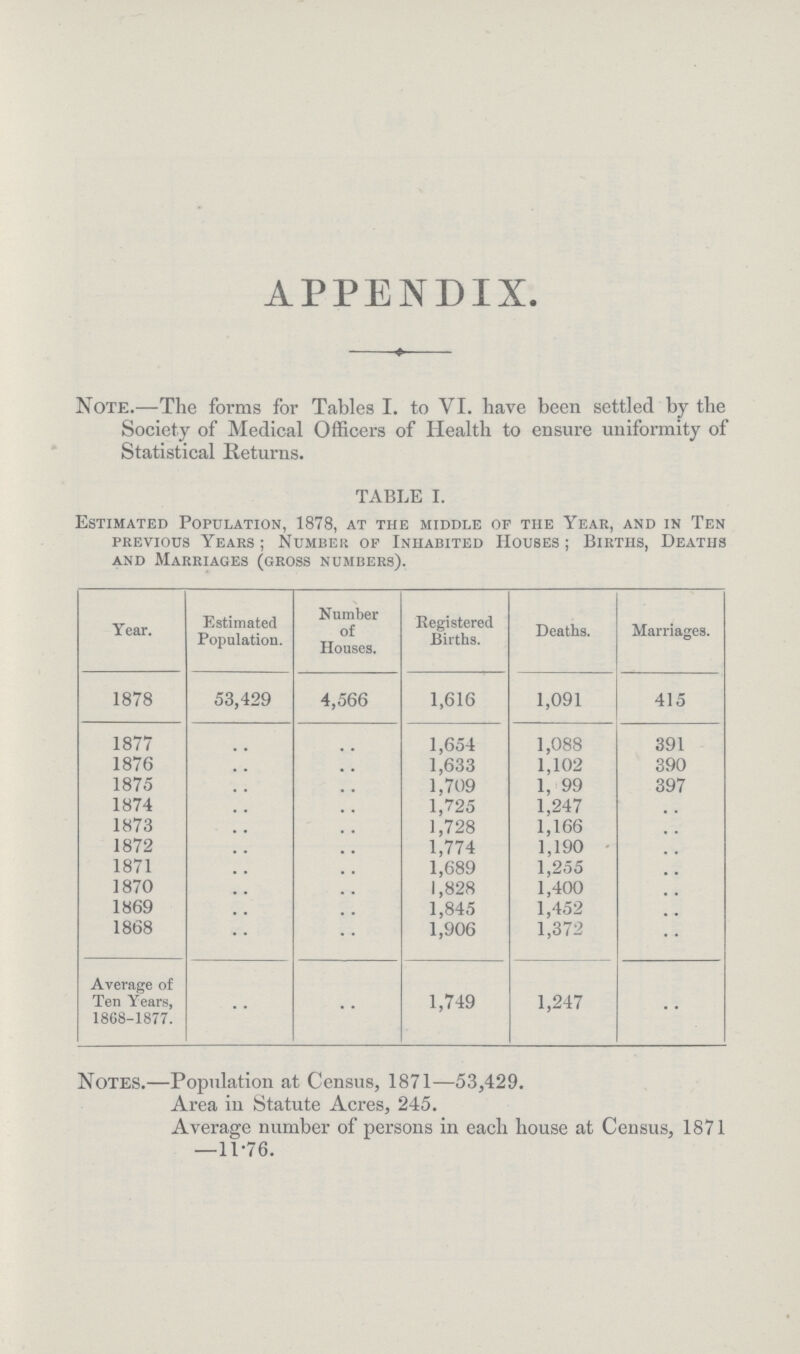 APPENDIX.
NOTE.—The forms for Tables I. to VI. have been settled by the
Society of Medical Officers of Health to ensure uniformity of
Statistical Returns.
TABLE I.
ESTIMATED POPULATION, 1878, AT THE MIDDLE OF THE YEAR, AND IN TEN
PREVIOUS YEARS; NUMBER OF INHABITED HOUSES; BIRTHS, DEATHS
AND MARRIAGES (GROSS NUMBERS).
Year. Estimated Population. Number of Houses. Registered Births. Deaths. Marriages.
1878 53,429 4,566 1,616 1,091 415
1877 .. .. 1,654 1,088 391
1876 .. .. 1,633 1,102 390
1875 .. .. 1,709 1, 99 397
1874 .. .. 1,725 1,247 ..
1873 .. .. 1,728 1,166 ..
1872 .. .. 1,774 1,190 ..
1871 .. .. 1,689 1,255 ..
1870 .. .. 1,828 1,400 ..
1869 .. .. 1,845 1,452 ..
1868 .. .. 1,906 1,372 ..
Average of Ten Years, 1868-1877. .. .. 1,749 1,247 ..
NOTES.—Population at Census, 1871—53,429.
Area in Statute Acres, 245.
Average number of persons in each house at Census, 1871
—11·76.